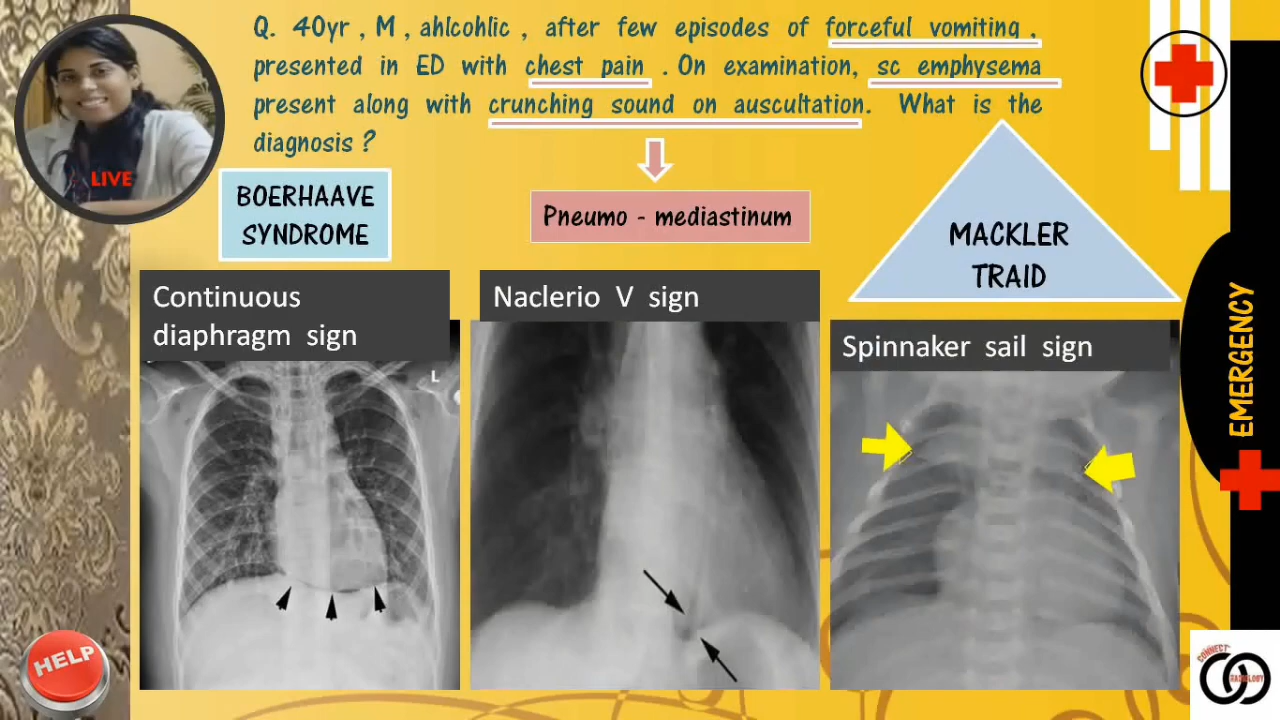 Q. 40yr , M , ahlcohlic , after few episodes of forceful vomiting ,
presented in ED with chest pain . On examination, sc emphysema
present along with crunching sound on auscultation. What is the
diagnosis ?
LIVE
BOERHAAVE
SYNDROME
Pneumo - mediastinum
MACKLER
TRAID
Continuous
diaphragm sign
Naclerio V sign
Spinnaker sail sign
L
EMERGENCY
HELP
CONNECT
RADIOLOGY